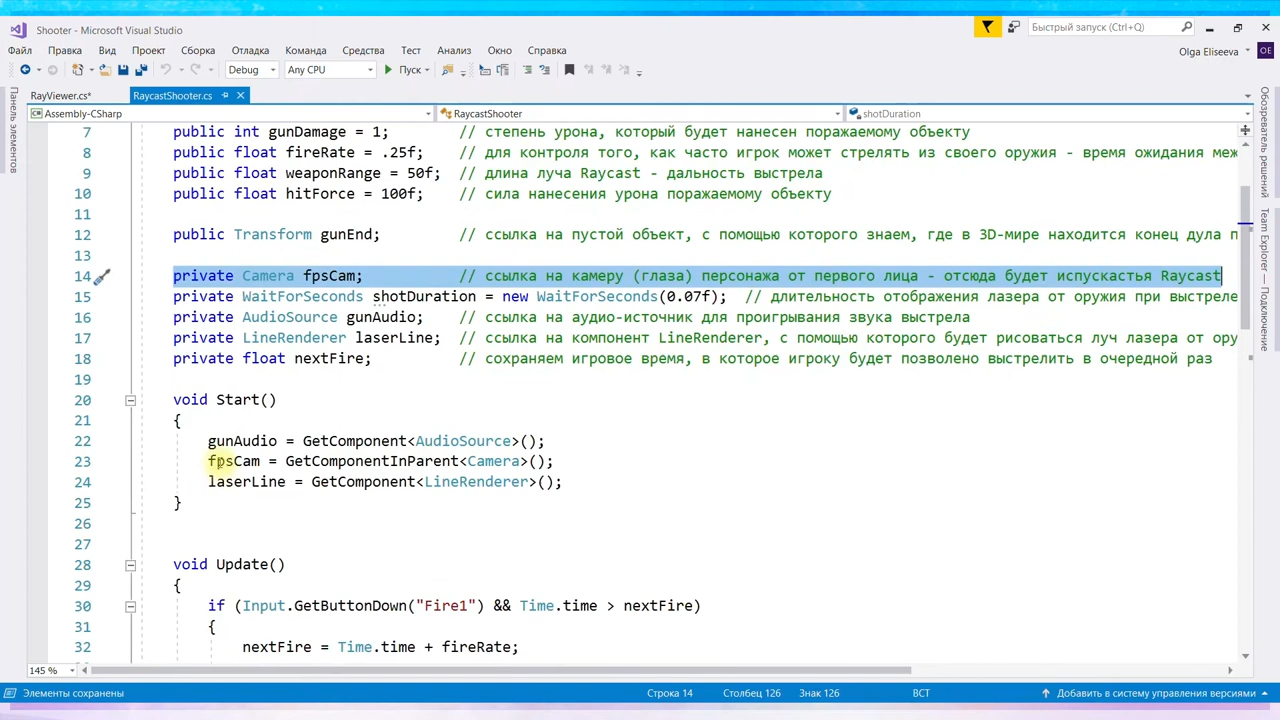 Shooter - Microsoft Visual Studio
Быстрый запуск (Ctrl+Q)
Файл Правка Вид Проект Сборка Отладка Команда Средства Тест Анализ Окно Справка
Olga Eliseeva OE
Debug Any CPU Пуск
Панель элементов
RayViewer.cs* RaycastShooter.cs
Assembly-CSharp RaycastShooter shotDuration
7 public int gunDamage = 1; // степень урона, который будет нанесен поражаемому объекту
8 public float fireRate = .25f; // для контроля того, как часто игрок может стрелять из своего оружия - время ожидания меж
9 public float weaponRange = 50f; // длина луча Raycast - дальность выстрела
10 public float hitForce = 100f; // сила нанесения урона поражаемому объекту
11
12 public Transform gunEnd; // ссылка на пустой объект, с помощью которого знаем, где в 3D-мире находится конец дула п
13
14 private Camera fpsCam; // ссылка на камеру (глаза) персонажа от первого лица - отсюда будет испускастья Raycast
15 private WaitForSeconds shotDuration = new WaitForSeconds(0.07f); // длительность отображения лазера от оружия при выстреле
16 private AudioSource gunAudio; // ссылка на аудио-источник для проигрывания звука выстрела
17 private LineRenderer laserLine; // ссылка на компонент LineRenderer, с помощью которого будет рисоваться луч лазера от ору
18 private float nextFire; // сохраняем игровое время, в которое игроку будет позволено выстрелить в очередной раз
19
20 void Start()
21 {
22 gunAudio = GetComponent<AudioSource>();
23 fpsCam = GetComponentInParent<Camera>();
24 laserLine = GetComponent<LineRenderer>();
25 }
26
27
28 void Update()
29 {
30 if (Input.GetButtonDown("Fire1") && Time.time > nextFire)
31 {
32 nextFire = Time.time + fireRate;
Обозреватель решений
Team Explorer — Подключение
145 %
Элементы сохранены Строка 14 Столбец 126 Знак 126 ВСТ Добавить в систему управления версиями